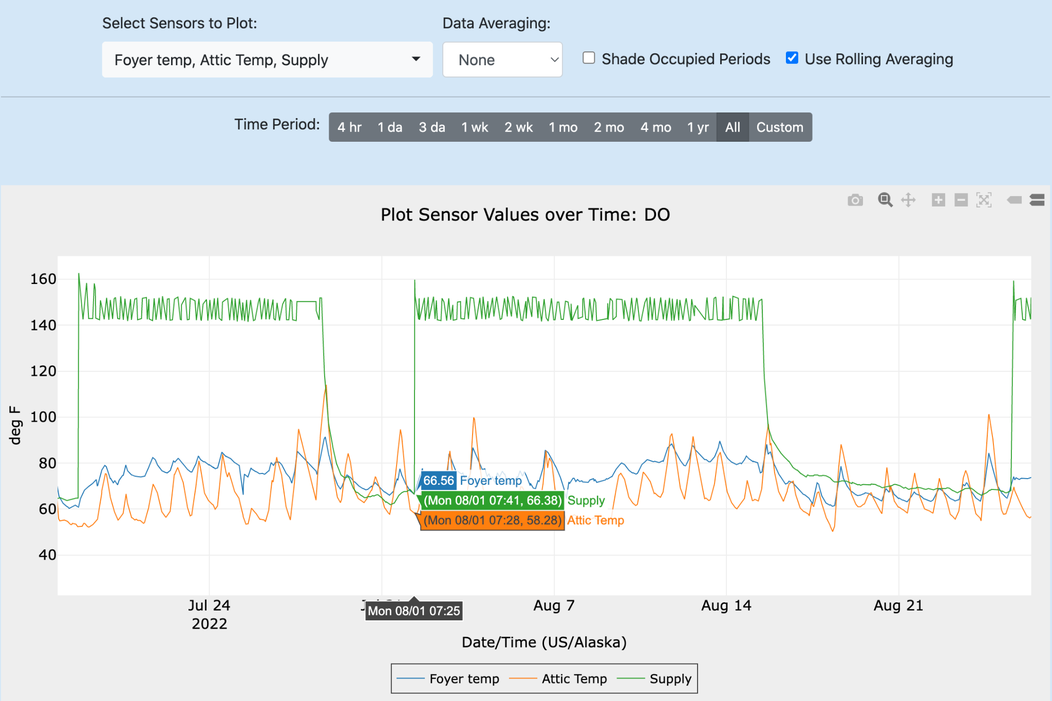 Select Sensors to Plot:
Data Averaging:
Foyer temp, Attic Temp, Supply
None
Shade Occupied Periods
Use Rolling Averaging
Time Period:
4 hr 1 da 3 da 1 wk 2 wk 1 mo 2 mo 4 mo 1 yr All Custom
Plot Sensor Values over Time: DO
160
140
120
100
80
60
40
deg F
66.56 Foyer temp
(Mon 08/01 07:41, 66.38) Supply
(Mon 08/01 07:28, 58.28) Attic Temp
Jul 24
2022
Mon 08/01 07:25
Aug 7
Aug 14
Aug 21
Date/Time (US/Alaska)
Foyer temp Attic Temp Supply